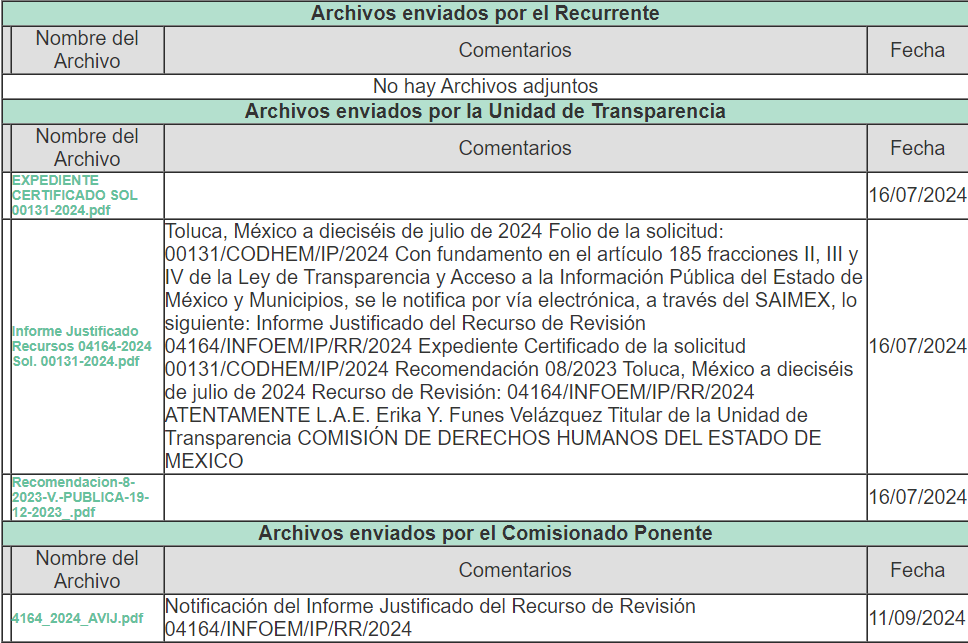 Archivos enviados por el Recurrente
Nombre del
Archivo
Comentarios
Fecha
No hay Archivos adjuntos
Archivos enviados por la Unidad de Transparencia
Nombre del
Archivo
Comentarios
Fecha
EXPEDIENTE
CERTIFICADO SOL
00131-2024.pdf
16/07/2024
Informe Justificado
Recursos 04164-2024
Sol. 00131-2024.pdf
Toluca, México a dieciséis de julio de 2024 Folio de la solicitud:
00131/CODHEM/IP/2024 Con fundamento en el artículo 185 fracciones II, III y
IV de la Ley de Transparencia y Acceso a la Información Pública del Estado de
México y Municipios, se le notifica por vía electrónica, a través del SAIMEX, lo
siguiente: Informe Justificado del Recurso de Revisión
04164/INFOEM/IP/RR/2024 Expediente Certificado de la solicitud
00131/CODHEM/IP/2024 Recomendación 08/2023 Toluca, México a dieciséis
de julio de 2024 Recurso de Revisión: 04164/INFOEM/IP/RR/2024
ATENTAMENTE L.A.E. Erika Y. Funes Velázquez Titular de la Unidad de
Transparencia COMISIÓN DE DERECHOS HUMANOS DEL ESTADO DE
MEXICO
16/07/2024
Recomendacion-8-
2023-V.-PUBLICA-19-
12-2023_.pdf
16/07/2024
Archivos enviados por el Comisionado Ponente
Nombre del
Archivo
Comentarios
Fecha
4164_2024_AVIJ.pdf
Notificación del Informe Justificado del Recurso de Revisión
04164/INFOEM/IP/RR/2024
11/09/2024